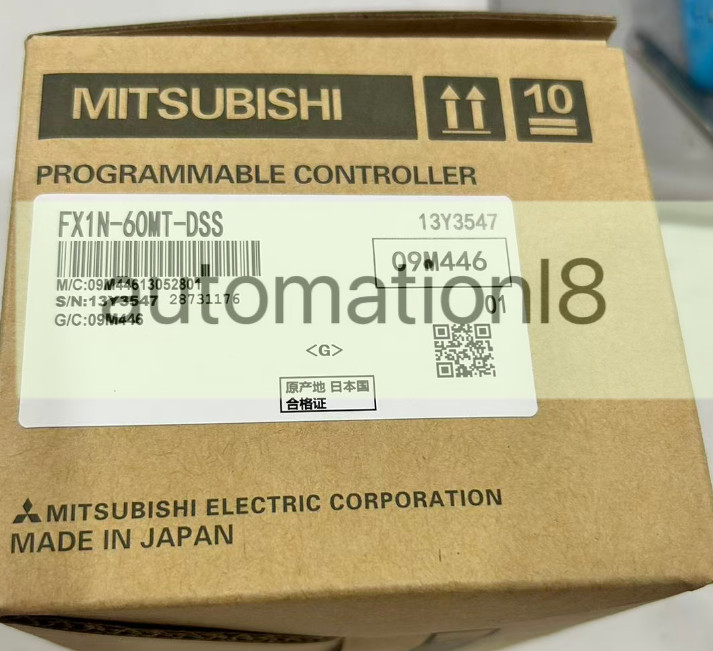 MITSUBISHI
10
PROGRAMMABLE CONTROLLER
FX1N-60MT-DSS
13Y3547
09M446
M/C:09M44613052801
S/N:13Y3547 28731176
01
G/C:09M446
automationl8
<G>
原产地 日本国
合格证
MITSUBISHI ELECTRIC CORPORATION
MADE IN JAPAN